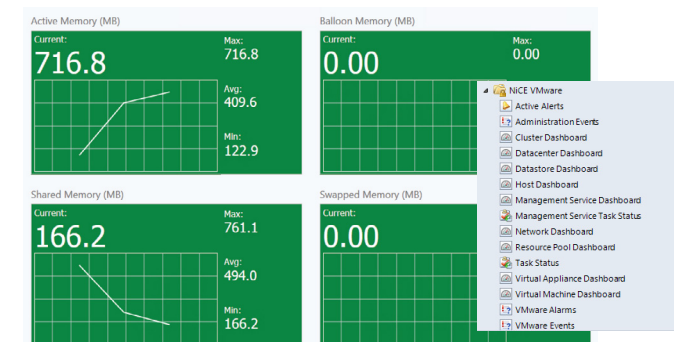 Active Memory (MB)
Current:
716.8
Max:
716.8
Avg:
409.6
Min:
122.9
Balloon Memory (MB)
Current:
0.00
Max:
0.00
Shared Memory (MB)
Current:
166.2
Max:
761.1
Avg:
494.0
Min:
166.2
Swapped Memory (MB)
Current:
0.00
NiCE VMware
Active Alerts
Administration Events
Cluster Dashboard
Datacenter Dashboard
Datastore Dashboard
Host Dashboard
Management Service Dashboard
Management Service Task Status
Network Dashboard
Resource Pool Dashboard
Task Status
Virtual Appliance Dashboard
Virtual Machine Dashboard
VMware Alarms
VMware Events